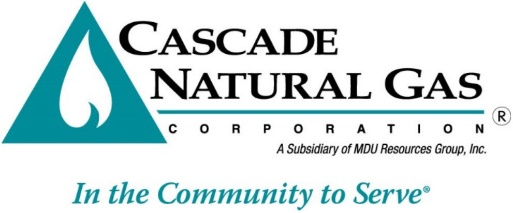 CASCADE
NATURAL GAS
CORPORATION ®
A Subsidiary of MDU Resources Group, Inc.
In the Community to Serve®